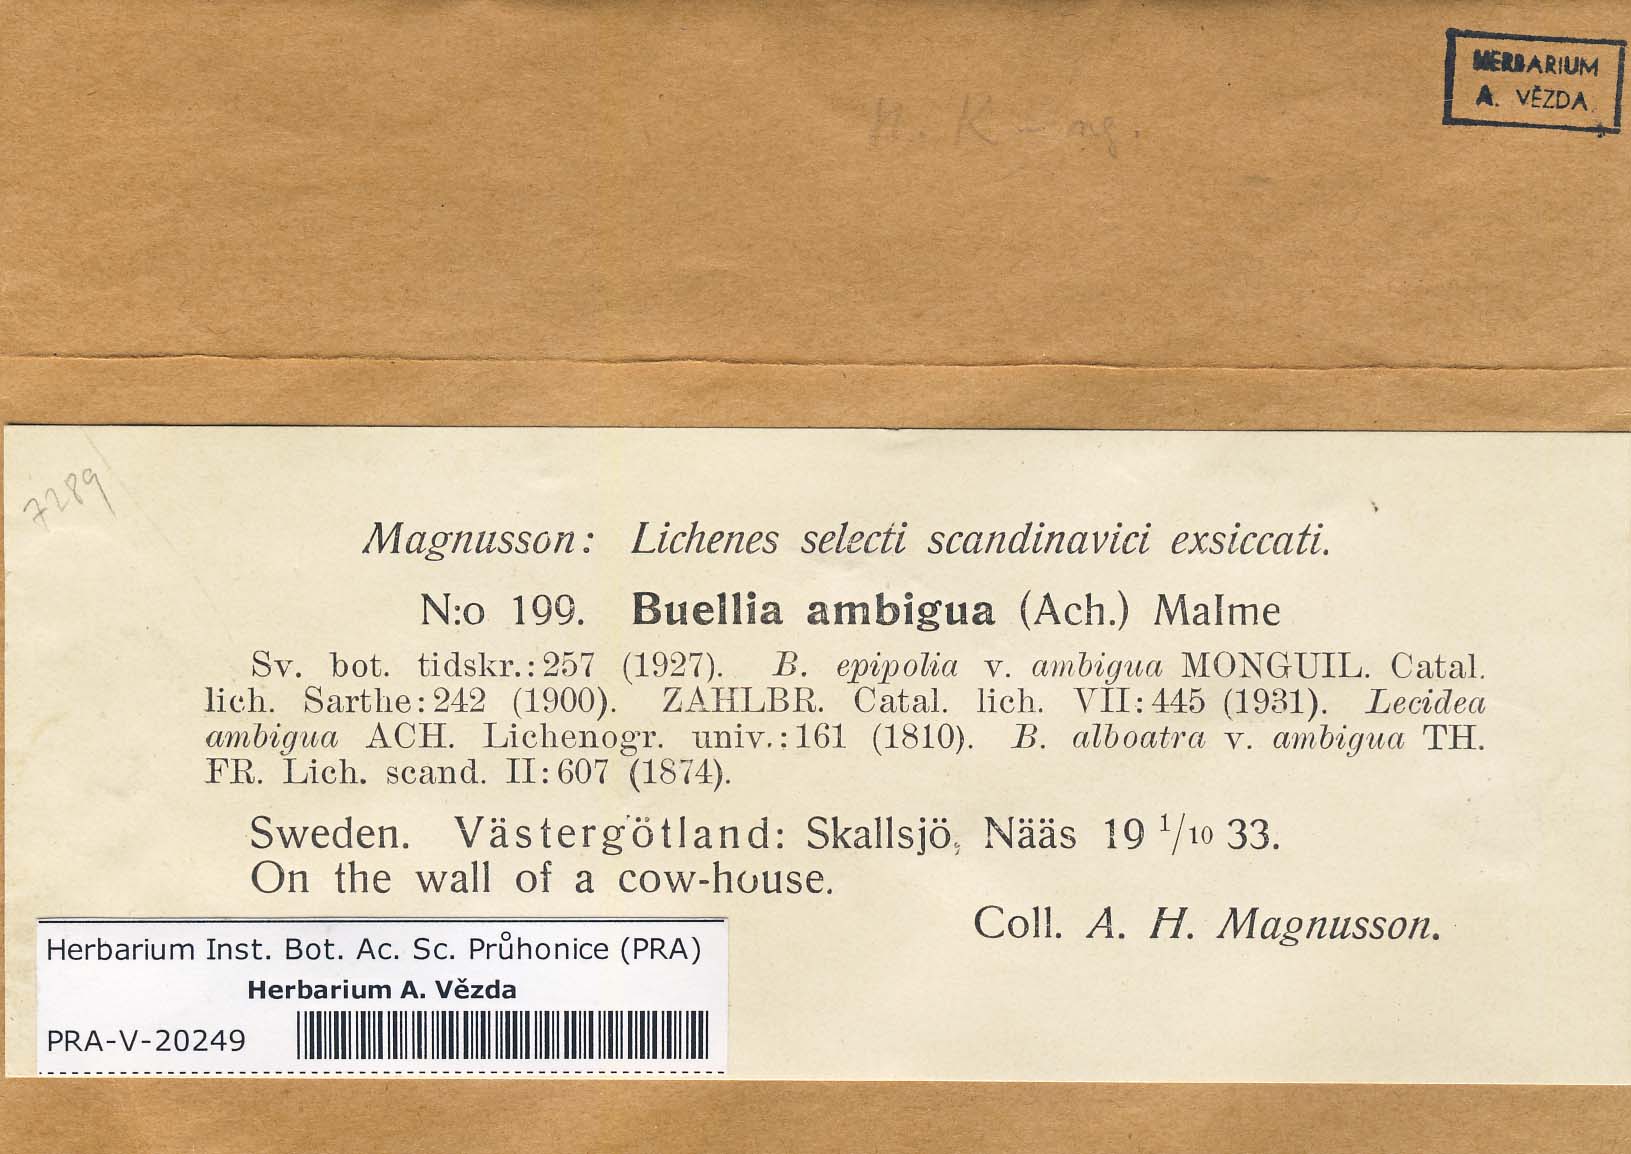 HERBARIUM
A. VĚZDA
K - ng.
7289
Magnusson: Lichenes selecti scandinavici exsiccati.
N:o 199. Buellia ambigua (Ach.) Malme
Sv. bot. tidskr.: 257 (1927). B. epipolia v. ambigua MONGUIL. Catal.
lich. Sarthe: 242 (1900). ZAHLBR. Catal. lich. VII: 445 (1931). Lecidea
ambigua ACH. Lichenogr. univ.: 161 (1810). B. alboatra v. ambigua TH.
FR. Lich. scand. II: 607 (1874).
Sweden. Västergötland: Skallsjö, Nääs 19 1/10 33.
On the wall of a cow-house.
Coll. A. H. Magnusson.
Herbarium Inst. Bot. Ac. Sc. Průhonice (PRA)
Herbarium A. Vězda
PRA-V-20249